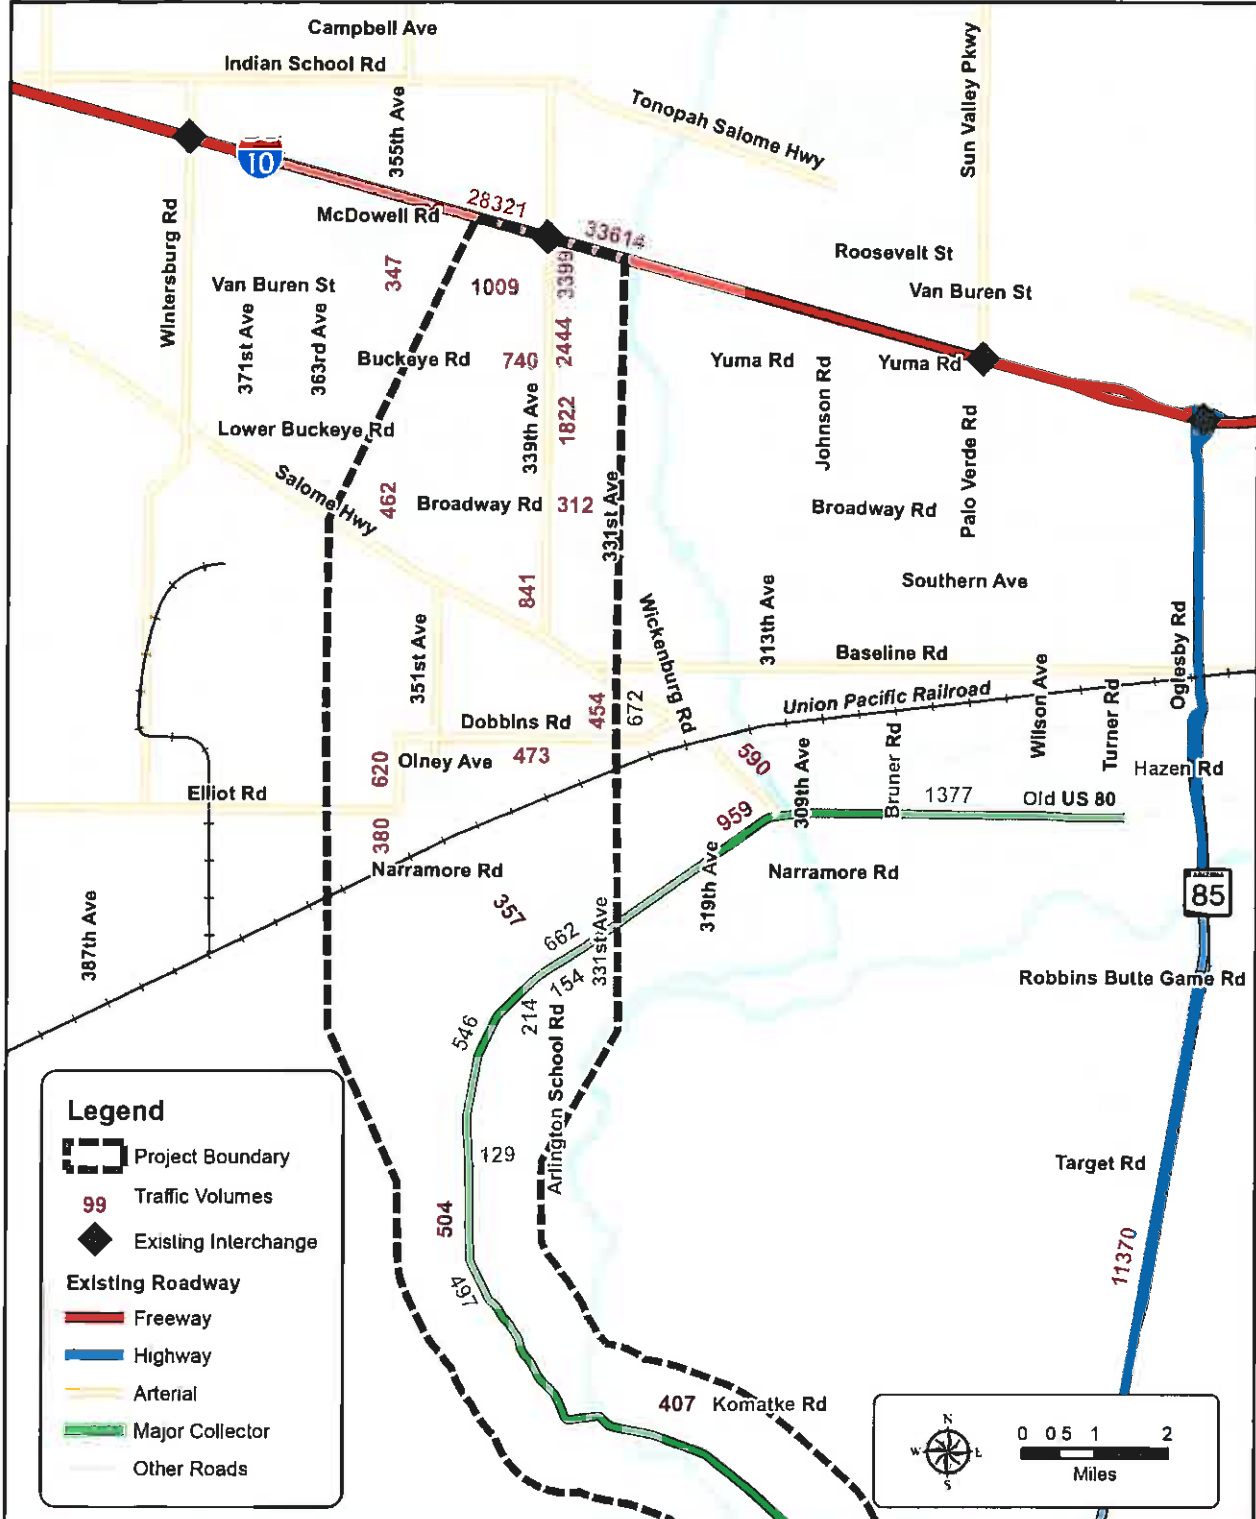 Campbell Ave
Indian School Rd
355th Ave
Tonopah Salome Hwy
Sun Valley Pkwy
10
Wintersburg Rd
McDowell Rd
28321
33614
347
1009
3399
Roosevelt St
Van Buren St
Van Buren St
371st Ave
363rd Ave
Buckeye Rd
740
2444
Yuma Rd
Yuma Rd
Johnson Rd
339th Ave
1822
Lower Buckeye Rd
Palo Verde Rd
Salome Hwy
462
Broadway Rd
312
331st Ave
Broadway Rd
841
Southern Ave
313th Ave
Wickenburg Rd
351st Ave
Baseline Rd
Oglesby Rd
454
672
Union Pacific Railroad
Wilson Ave
Turner Rd
Dobbins Rd
Olney Ave
473
620
590
309th Ave
Bruner Rd
Hazen Rd
Elliot Rd
1377
Old US 80
959
380
Narramore Rd
319th Ave
Narramore Rd
ARIZONA
85
387th Ave
357
662
331st Ave
154
214
Robbins Butte Game Rd
546
Arlington School Rd
129
Target Rd
504
497
11370
407
Komatke Rd
Legend
Project Boundary
99
Traffic Volumes
Existing Interchange
Existing Roadway
Freeway
Highway
Arterial
Major Collector
Other Roads
N
W
E
S
0 0 5 1 2
Miles